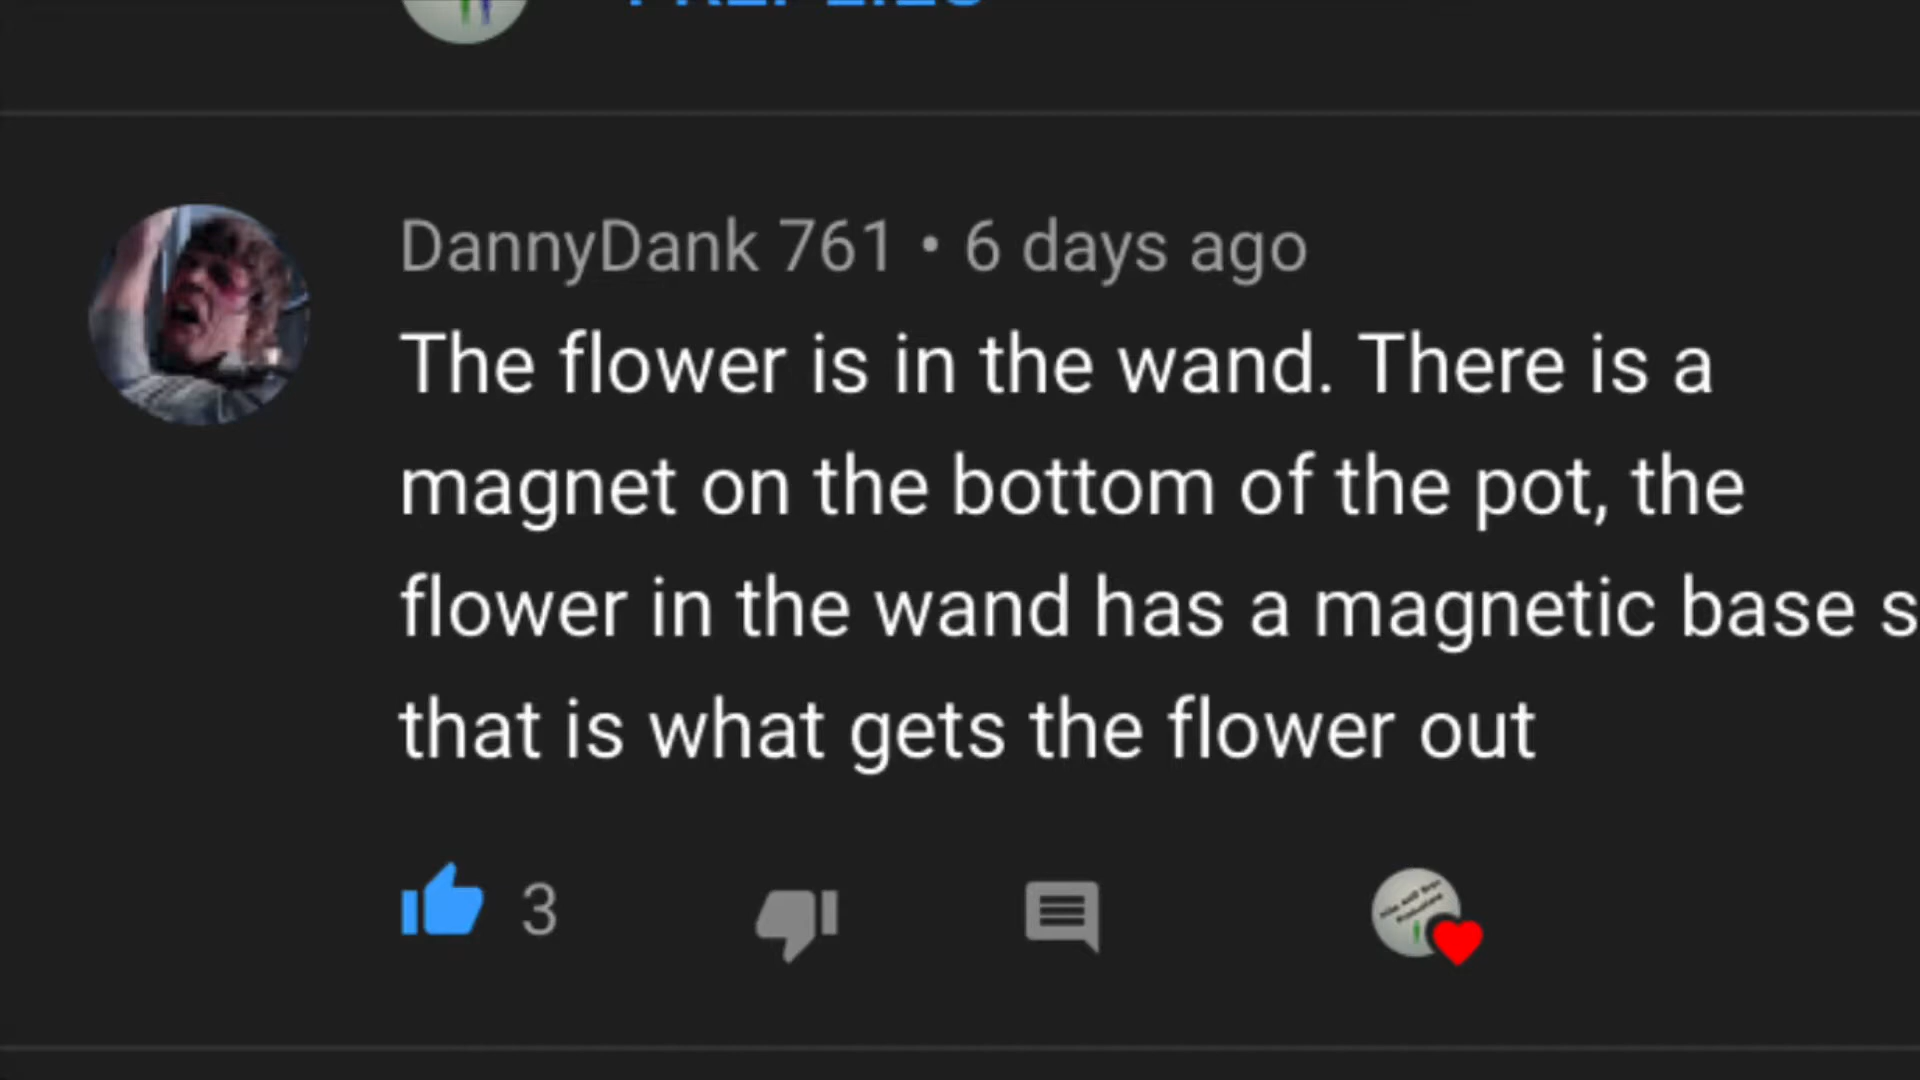 DannyDank 761 • 6 days ago
The flower is in the wand. There is a
magnet on the bottom of the pot, the
flower in the wand has a magnetic base s
that is what gets the flower out
3